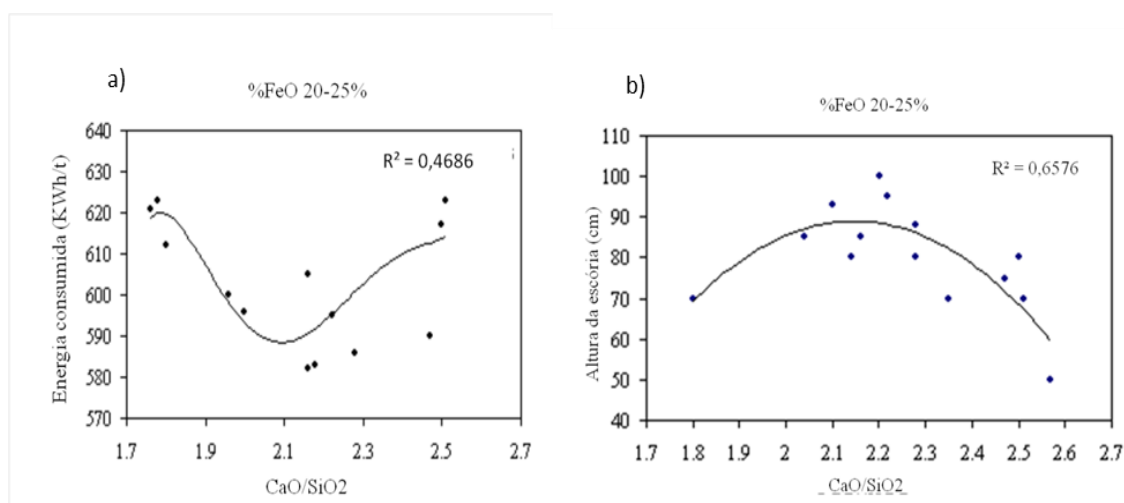 a)
%FeO 20-25%
Energia consumida (KWh/t)
640
630
620
610
600
590
580
570
R² = 0,4686
1.7 1.9 2.1 2.3 2.5 2.7
CaO/SiO2
b)
%FeO 20-25%
Altura da escória (cm)
110
100
90
80
70
60
50
40
R² = 0,6576
1.7 1.8 1.9 2 2.1 2.2 2.3 2.4 2.5 2.6 2.7
CaO/SiO2